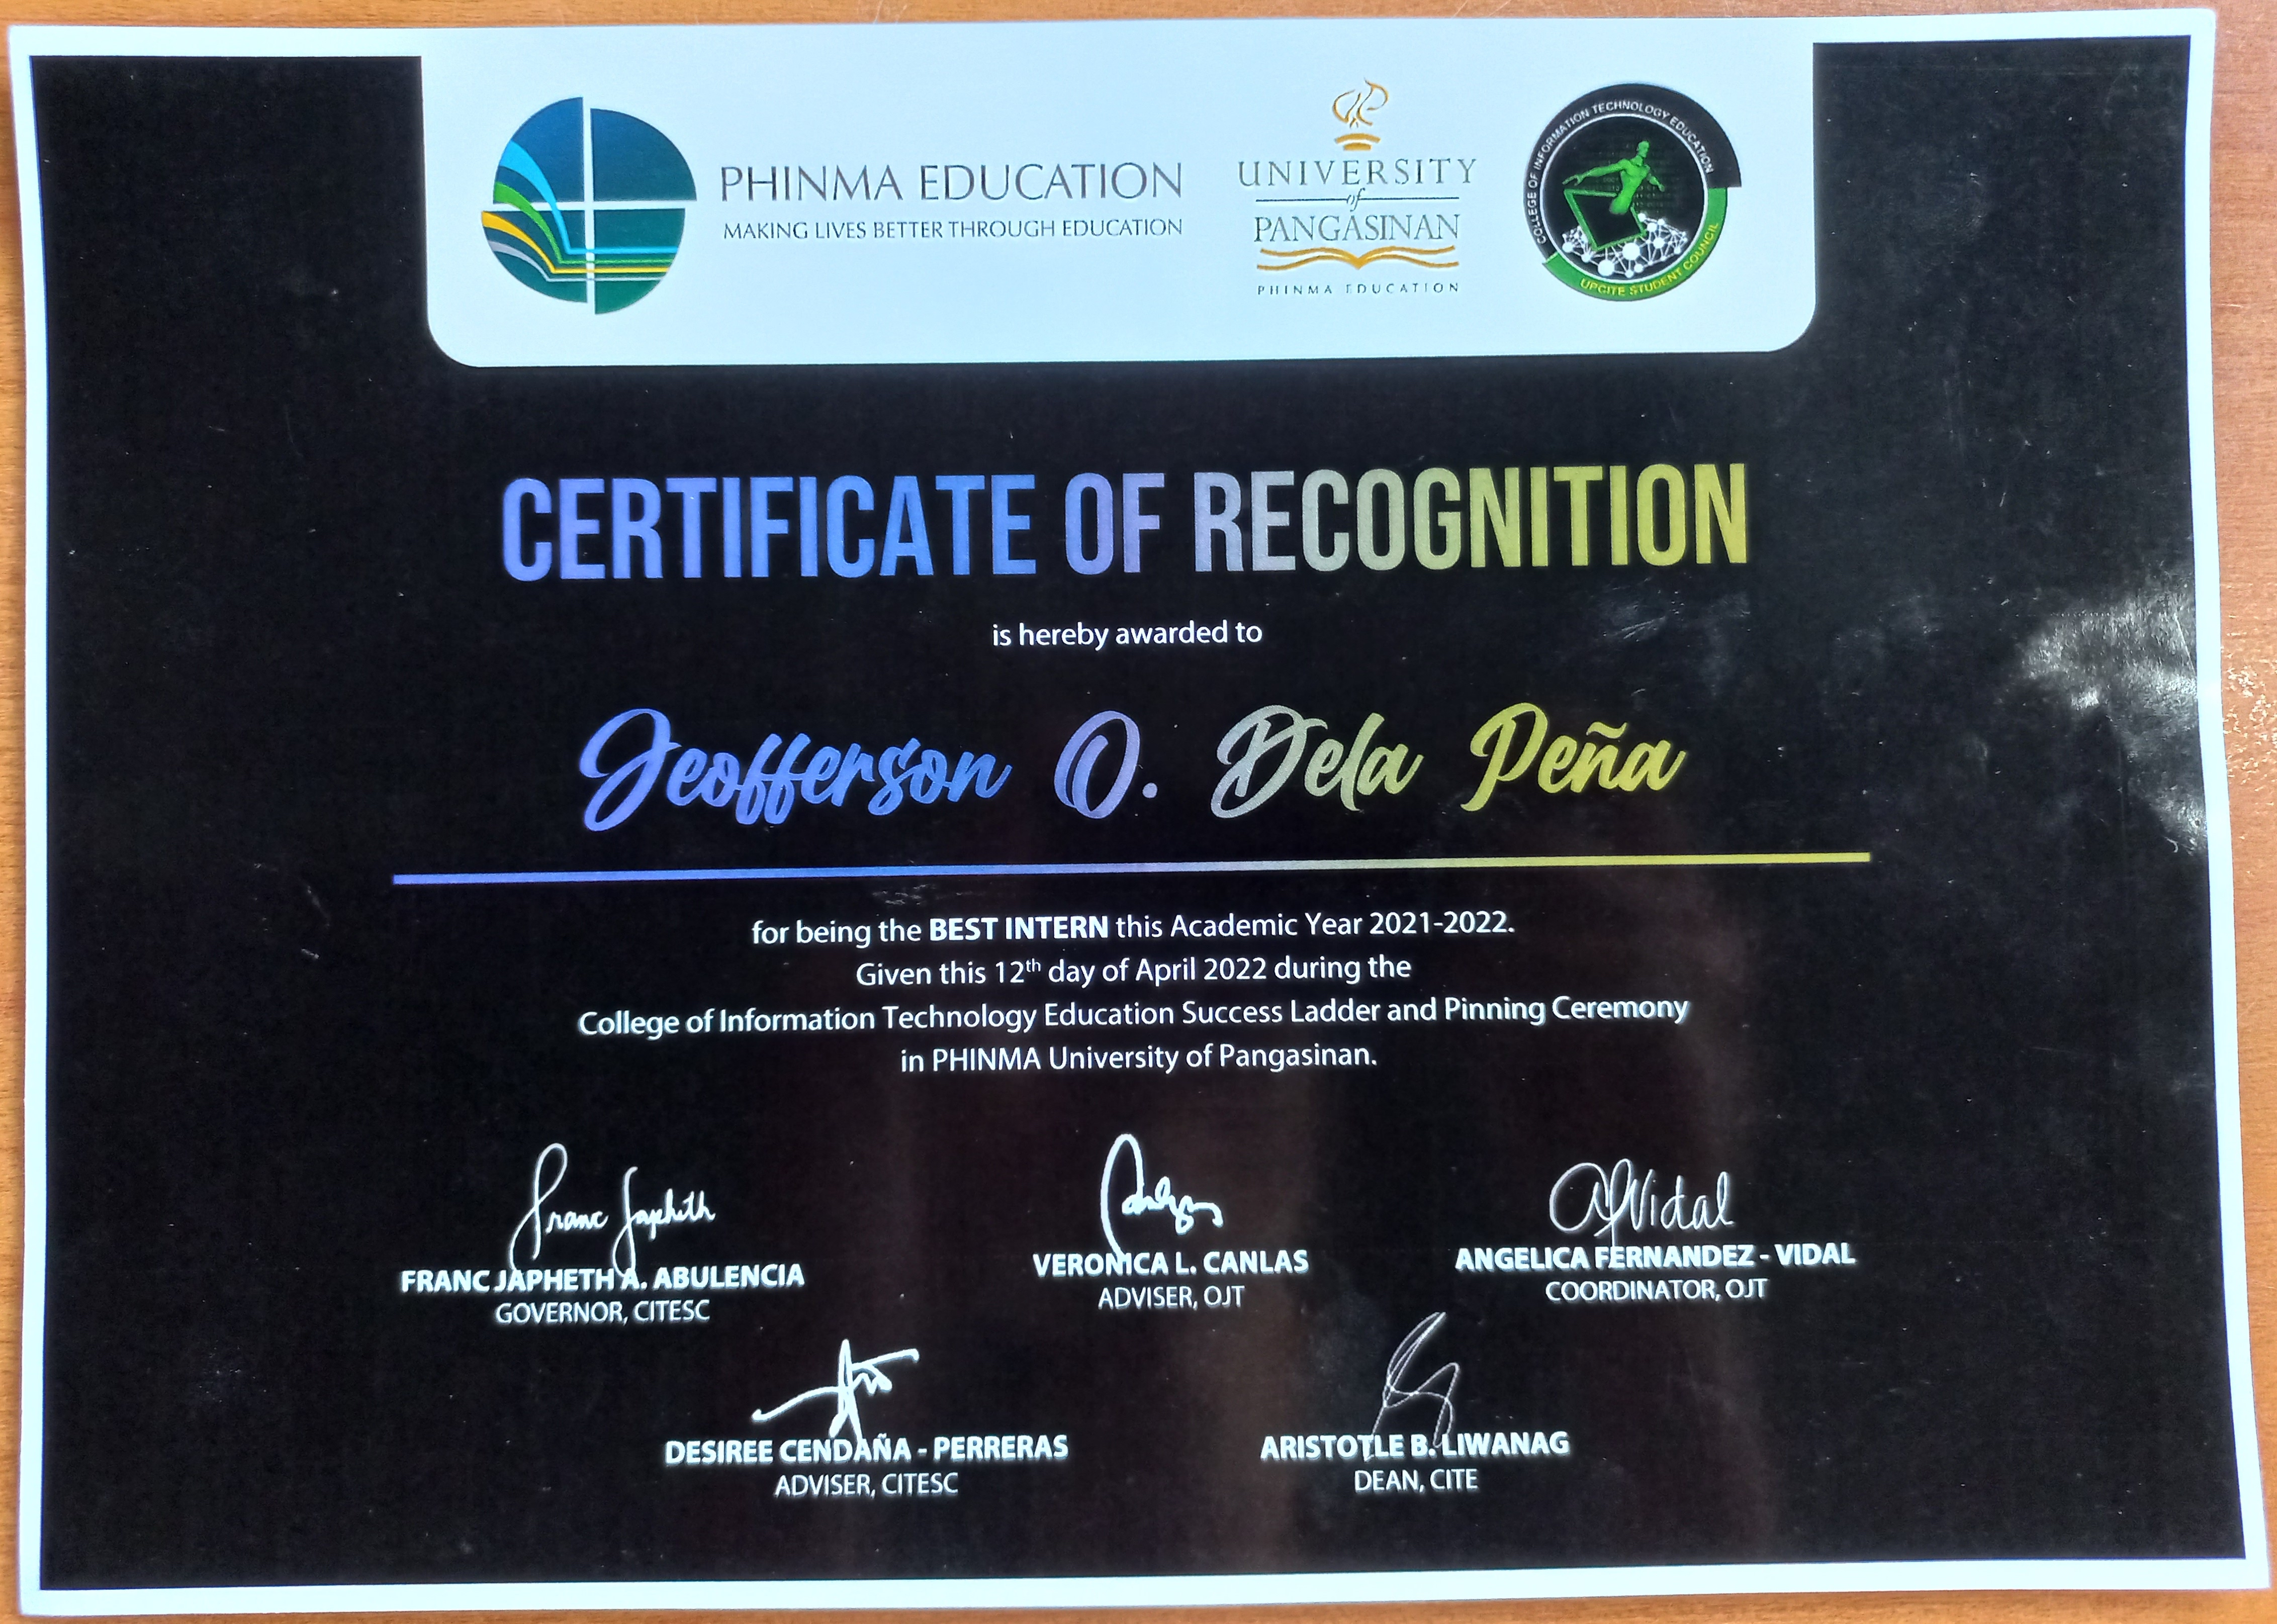 PHINMA EDUCATION
MAKING LIVES BETTER THROUGH EDUCATION
UNIVERSITY
of
PANGASINAN
PHINMA EDUCATION
COLLEGE OF INFORMATION TECHNOLOGY EDUCATION
UPCITE STUDENT COUNCIL
CERTIFICATE OF RECOGNITION
is hereby awarded to
Jeofferson O. Dela Peña
for being the BEST INTERN this Academic Year 2021-2022.
Given this 12th day of April 2022 during the
College of Information Technology Education Success Ladder and Pinning Ceremony
in PHINMA University of Pangasinan.
Franc Japheth
FRANC JAPHETH A. ABULENCIA
GOVERNOR, CITESC
VERONICA L. CANLAS
ADVISER, OJT
AFVidal
ANGELICA FERNANDEZ - VIDAL
COORDINATOR, OJT
DESIREE CENDAÑA - PERRERAS
ADVISER, CITESC
ARISTOTLE B. LIWANAG
DEAN, CITE